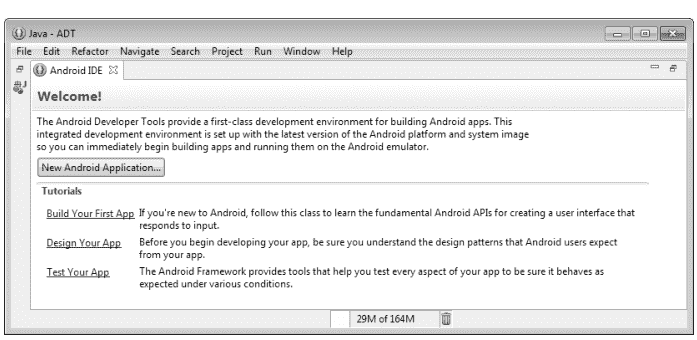 Java - ADT
File Edit Refactor Navigate Search Project Run Window Help
Android IDE
Welcome!
The Android Developer Tools provide a first-class development environment for building Android apps. This
integrated development environment is set up with the latest version of the Android platform and system image
so you can immediately begin building apps and running them on the Android emulator.
New Android Application...
Tutorials
Build Your First App If you're new to Android, follow this class to learn the fundamental Android APIs for creating a user interface that
responds to input.
Design Your App Before you begin developing your app, be sure you understand the design patterns that Android users expect
from your app.
Test Your App The Android Framework provides tools that help you test every aspect of your app to be sure it behaves as
expected under various conditions.
29M of 164M